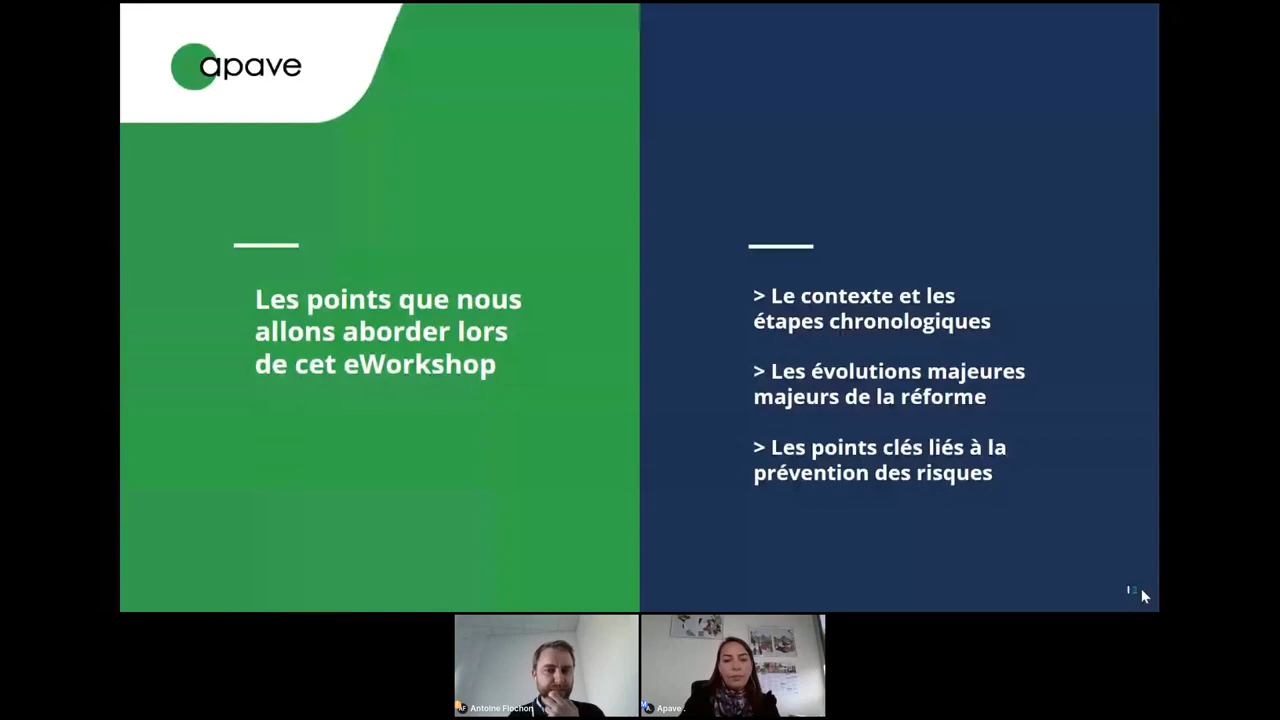 apave
Les points que nous
allons aborder lors
de cet eWorkshop
> Le contexte et les
étapes chronologiques
> Les évolutions majeures
majeurs de la réforme
> Les points clés liés à la
prévention des risques
AF Antoine Flochon
A. Apave .